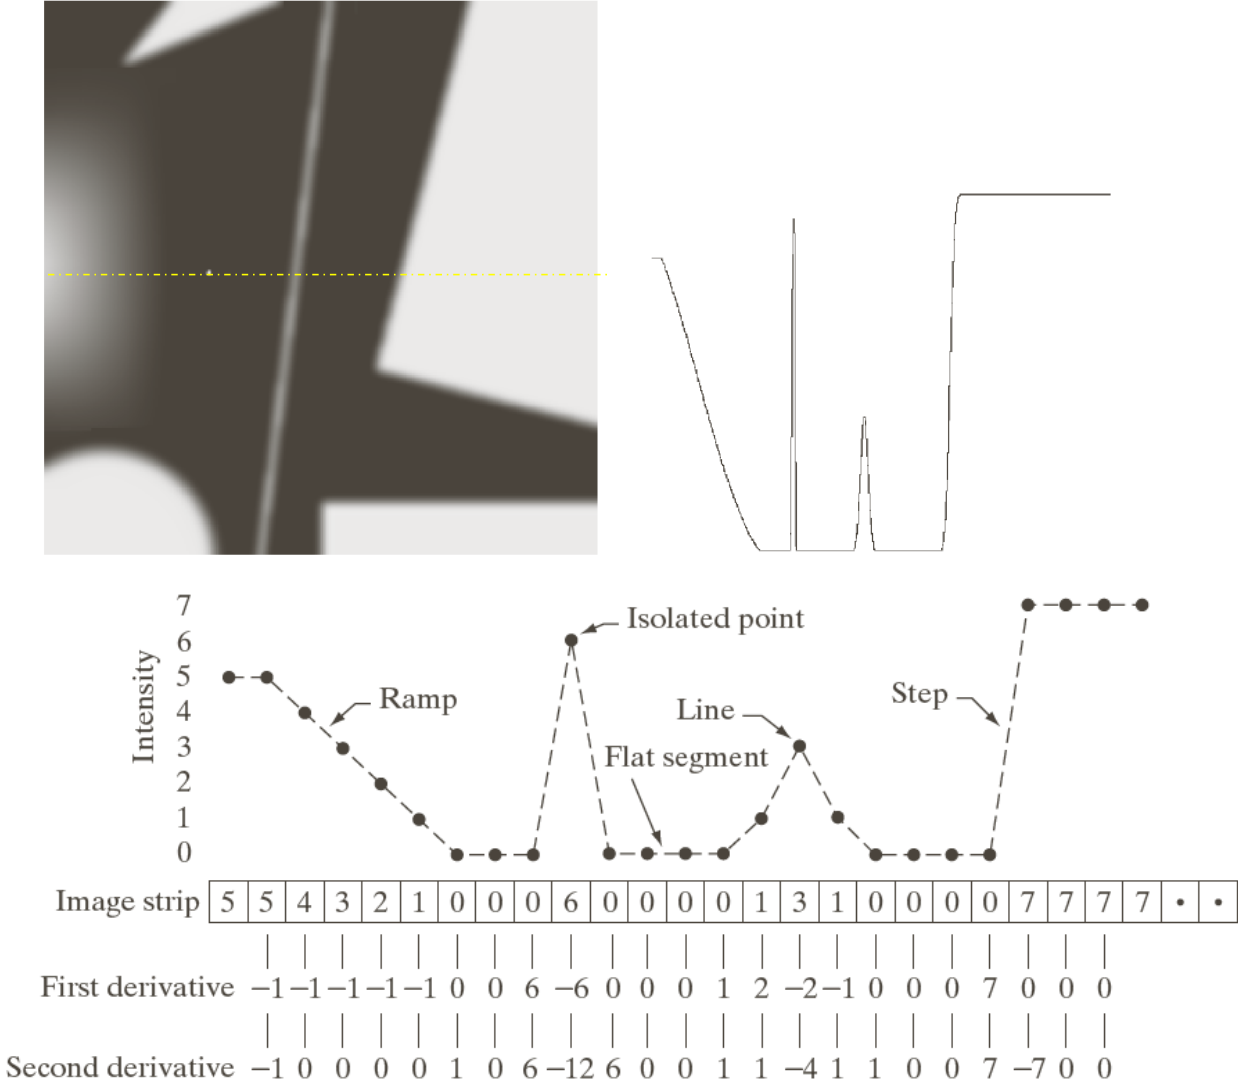 7
Isolated point
6
5
Ramp
Step
4
Line
3
Flat segment
2
1
0
Intensity
Image strip 5 5 4 3 2 1 0 0 0 6 0 0 0 0 1 3 1 0 0 0 0 7 7 7 7 • •
First derivative −1 −1 −1 −1 −1 0 0 6 −6 0 0 0 1 2 −2 −1 0 0 0 7 0 0 0
Second derivative −1 0 0 0 0 1 0 6 −12 6 0 0 1 1 −4 1 1 0 0 7 −7 0 0